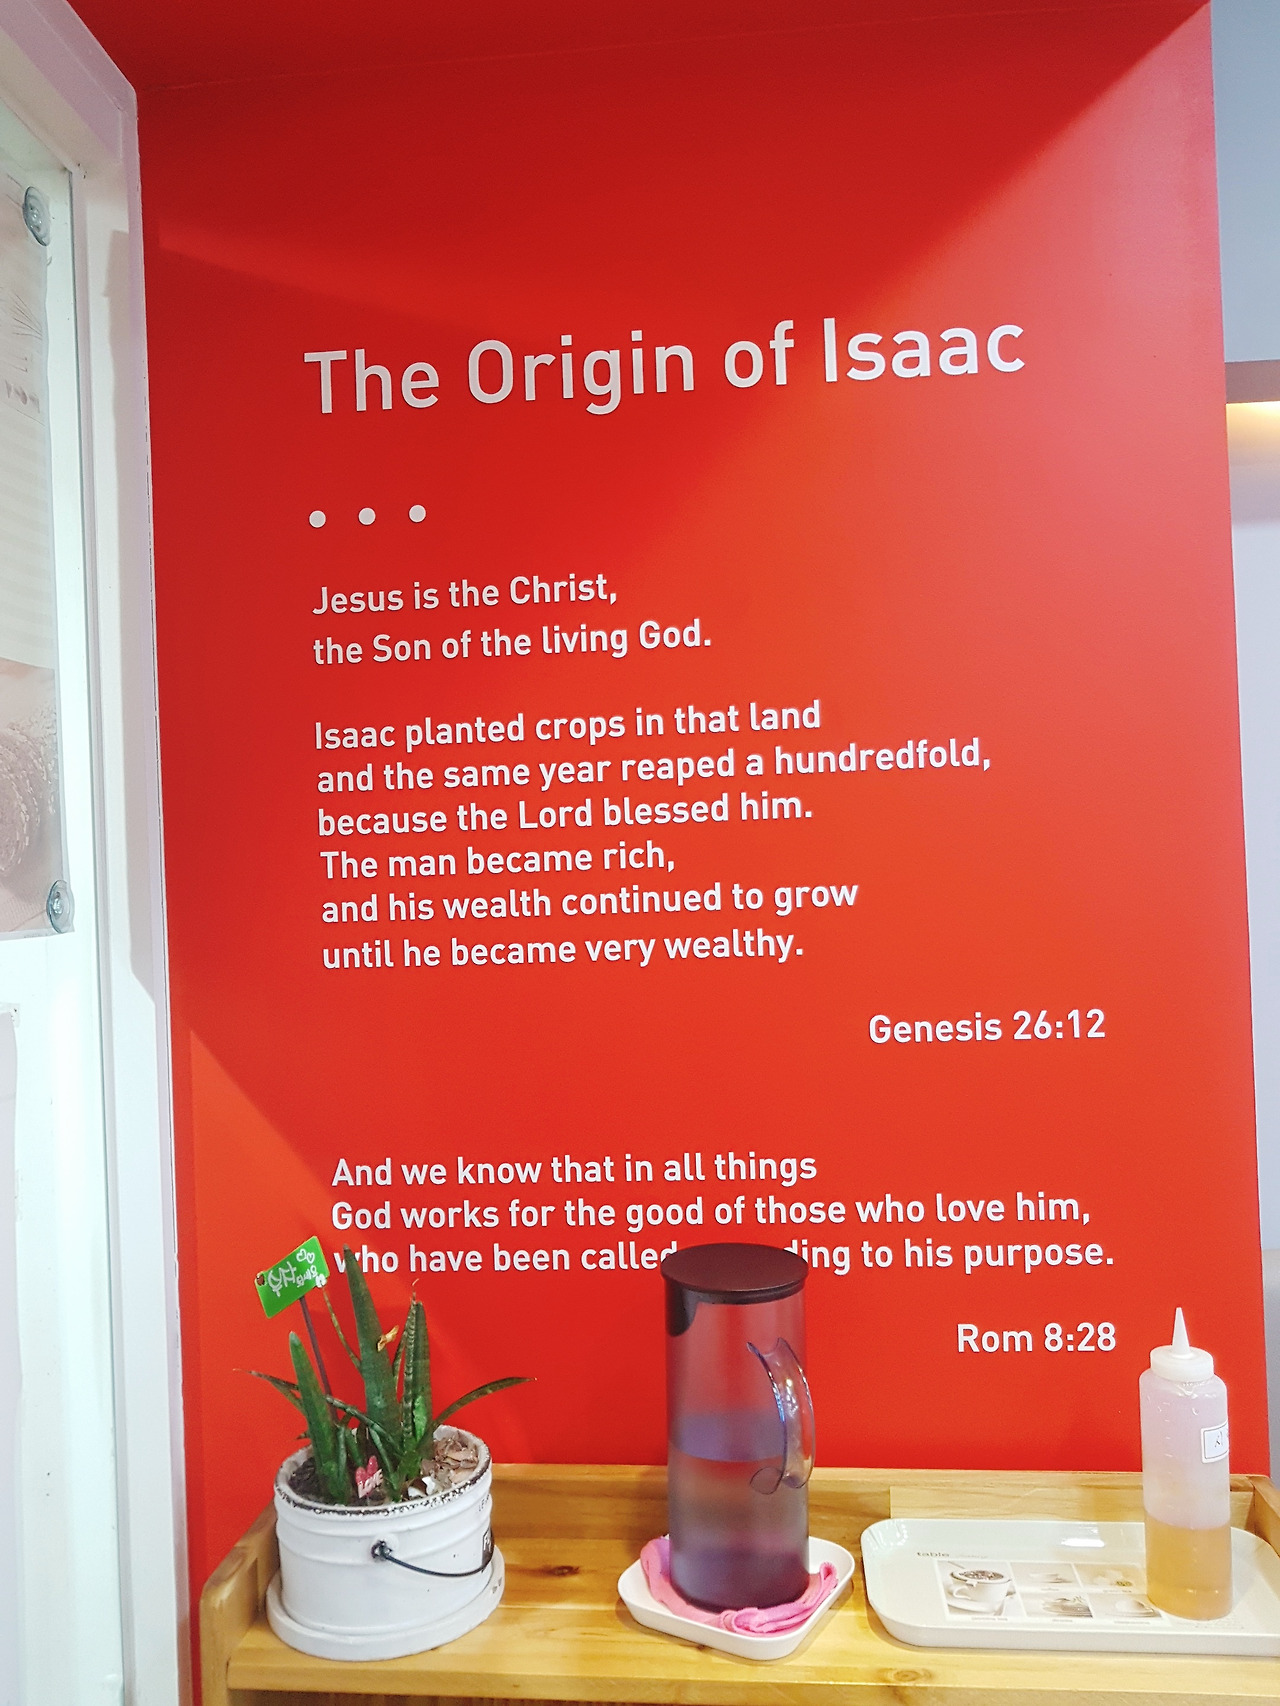 The Origin of Isaac
Jesus is the Christ,
the Son of the living God.
Isaac planted crops in that land
and the same year reaped a hundredfold,
because the Lord blessed him.
The man became rich,
and his wealth continued to grow
until he became very wealthy.
Genesis 26:12
And we know that in all things
God works for the good of those who love him,
who have been called ding to his purpose.
Rom 8:28
LOVE
table